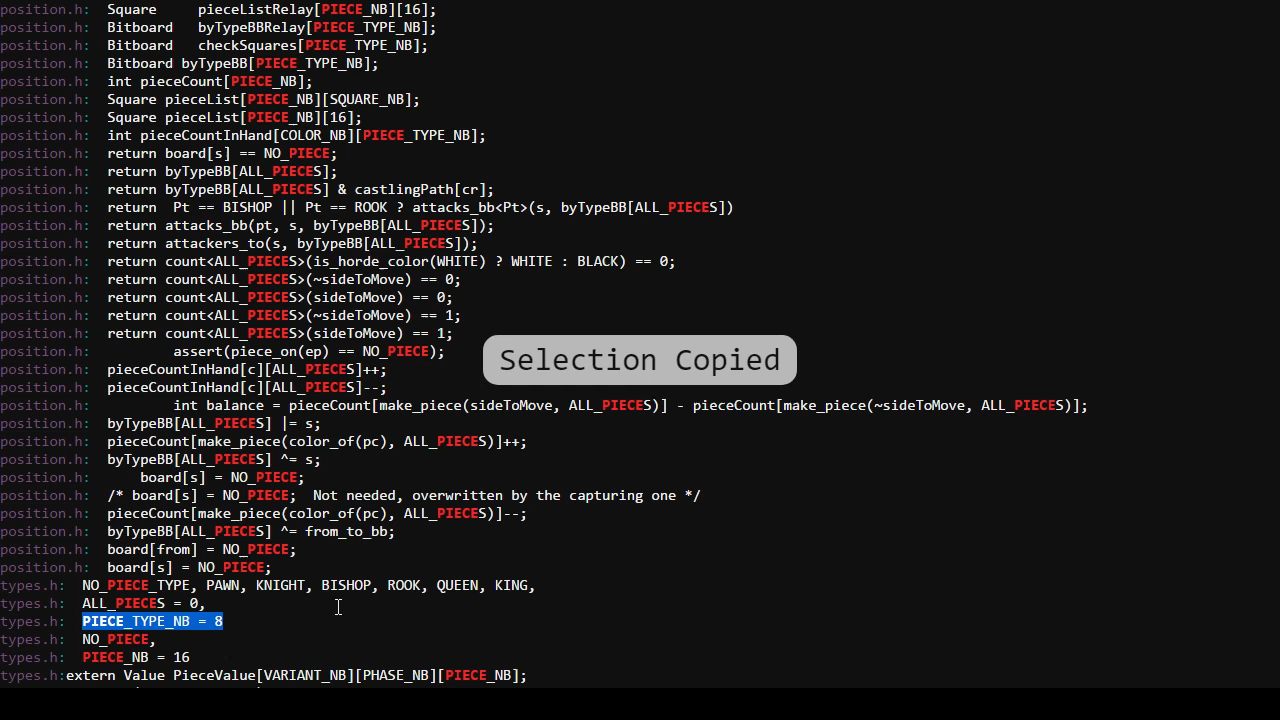 position.h:  Square     pieceListRelay[PIECE_NB][16];
position.h:  Bitboard   byTypeBBRelay[PIECE_TYPE_NB];
position.h:  Bitboard   checkSquares[PIECE_TYPE_NB];
position.h:  Bitboard byTypeBB[PIECE_TYPE_NB];
position.h:  int pieceCount[PIECE_NB];
position.h:  Square pieceList[PIECE_NB][SQUARE_NB];
position.h:  Square pieceList[PIECE_NB][16];
position.h:  int pieceCountInHand[COLOR_NB][PIECE_TYPE_NB];
position.h:  return board[s] == NO_PIECE;
position.h:  return byTypeBB[ALL_PIECES];
position.h:  return byTypeBB[ALL_PIECES] & castlingPath[cr];
position.h:  return  Pt == BISHOP || Pt == ROOK ? attacks_bb<Pt>(s, byTypeBB[ALL_PIECES])
position.h:  return attacks_bb(pt, s, byTypeBB[ALL_PIECES]);
position.h:  return attackers_to(s, byTypeBB[ALL_PIECES]);
position.h:  return count<ALL_PIECES>(is_horde_color(WHITE) ? WHITE : BLACK) == 0;
position.h:  return count<ALL_PIECES>(~sideToMove) == 0;
position.h:  return count<ALL_PIECES>(sideToMove) == 0;
position.h:  return count<ALL_PIECES>(~sideToMove) == 1;
position.h:  return count<ALL_PIECES>(sideToMove) == 1;
position.h:          assert(piece_on(ep) == NO_PIECE);
Selection Copied
position.h:  pieceCountInHand[c][ALL_PIECES]++;
position.h:  pieceCountInHand[c][ALL_PIECES]--;
position.h:          int balance = pieceCount[make_piece(sideToMove, ALL_PIECES)] - pieceCount[make_piece(~sideToMove, ALL_PIECES)];
position.h:  byTypeBB[ALL_PIECES] |= s;
position.h:  pieceCount[make_piece(color_of(pc), ALL_PIECES)]++;
position.h:  byTypeBB[ALL_PIECES] ^= s;
position.h:      board[s] = NO_PIECE;
position.h:  /* board[s] = NO_PIECE;  Not needed, overwritten by the capturing one */
position.h:  pieceCount[make_piece(color_of(pc), ALL_PIECES)]--;
position.h:  byTypeBB[ALL_PIECES] ^= from_to_bb;
position.h:  board[from] = NO_PIECE;
position.h:  board[s] = NO_PIECE;
types.h:  NO_PIECE_TYPE, PAWN, KNIGHT, BISHOP, ROOK, QUEEN, KING,
types.h:  ALL_PIECES = 0,
types.h:  PIECE_TYPE_NB = 8
types.h:  NO_PIECE,
types.h:  PIECE_NB = 16
types.h:extern Value PieceValue[VARIANT_NB][PHASE_NB][PIECE_NB];